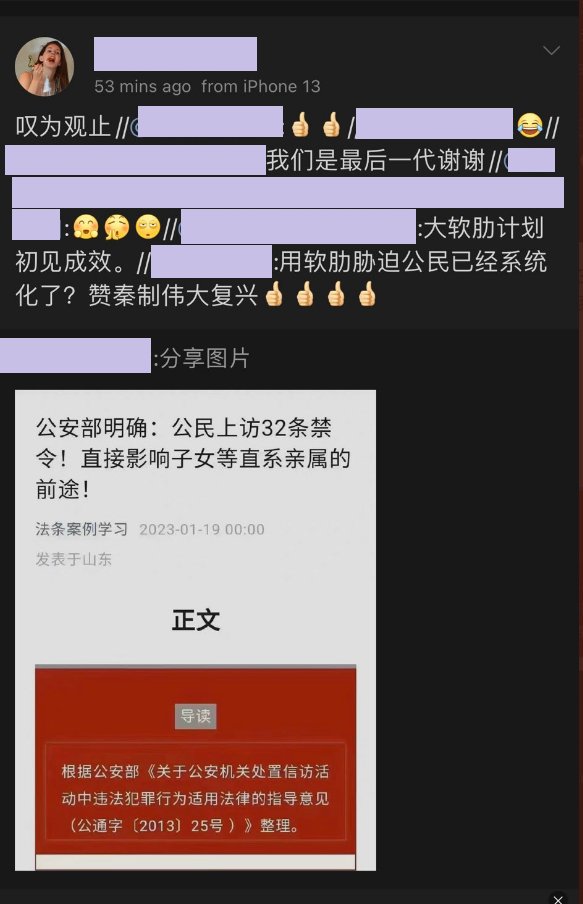 53 mins ago from iPhone 13
叹为观止//@:👍👍//😂//
我们是最后一代谢谢//@
:🤗🫣😌//@:大软肋计划
初见成效。//:用软肋胁迫公民已经系统
化了？赞秦制伟大复兴👍👍👍👍
:分享图片
公安部明确：公民上访32条禁
令！直接影响子女等直系亲属的
前途！
法条案例学习 2023-01-19 00:00
发表于山东
正文
导读
根据公安部《关于公安机关处置信访活
动中违法犯罪行为适用法律的指导意见
（公通字〔2013〕25号）》整理。